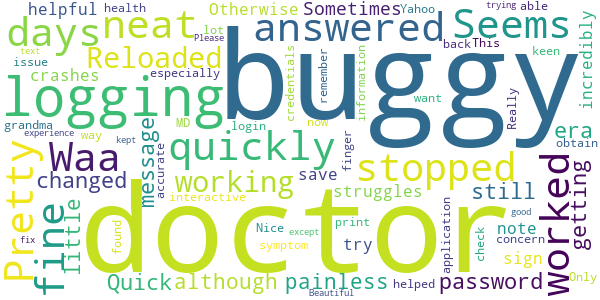 helpful
health
Otherwise
Sometimes
Yahoo
trying
able
text
Please
days
neat
a
lot
answered
back
This
Seems
keen
incredibly
issue
Reloaded
crashes
especially
buggy
logging
credentials
remember
information
want
Really
grandma
experience
way
kept
MD
login
now
era
obtain
Waa
message
accurate
quickly
finger
stopped
changed
working
save
struggles
still
worked
getting
Pretty
fine
little
interactive
doctor
found
Nice
print
except
try
application
good
note
concern
fix
symptom
check
sign
Only
Quick
although
painless
helped
password
Beautiful